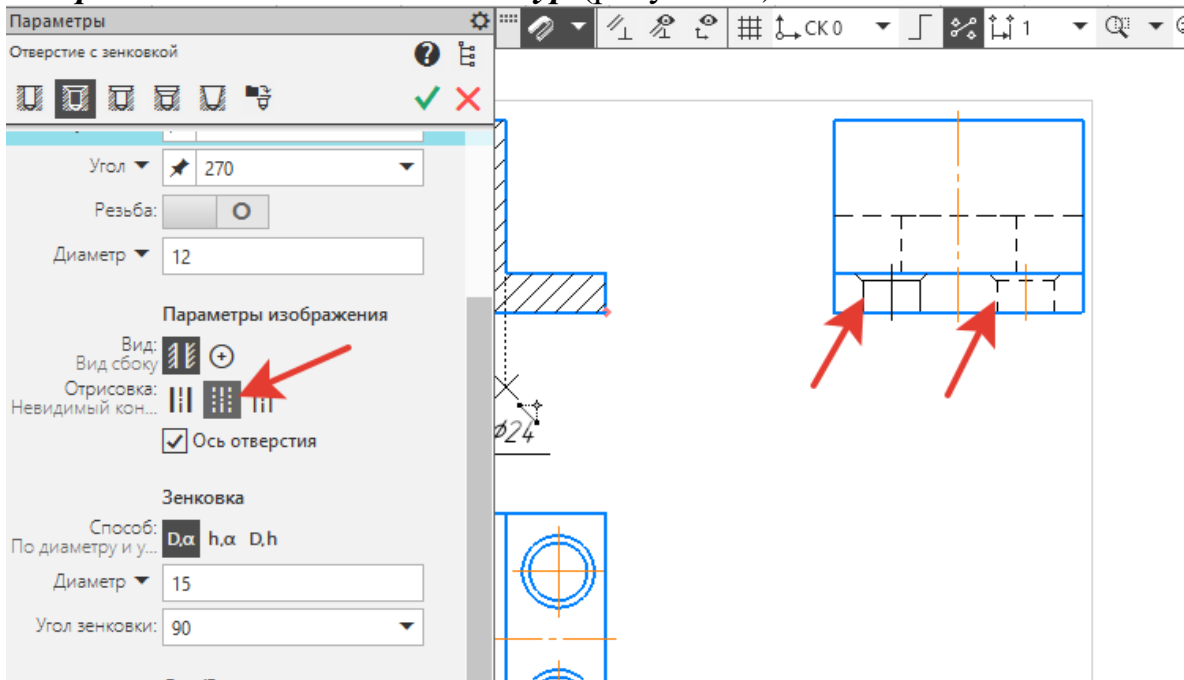 Параметры
СК 0
1
Отверстие с зенковкой
Угол
270
Резьба:
Диаметр
12
Параметры изображения
Вид:
Вид сбоку
Отрисовка:
Невидимый кон...
Ось отверстия
Зенковка
Способ:
По диаметру и у...
D,α h,α D,h
Диаметр
15
Угол зенковки:
90
⌀24